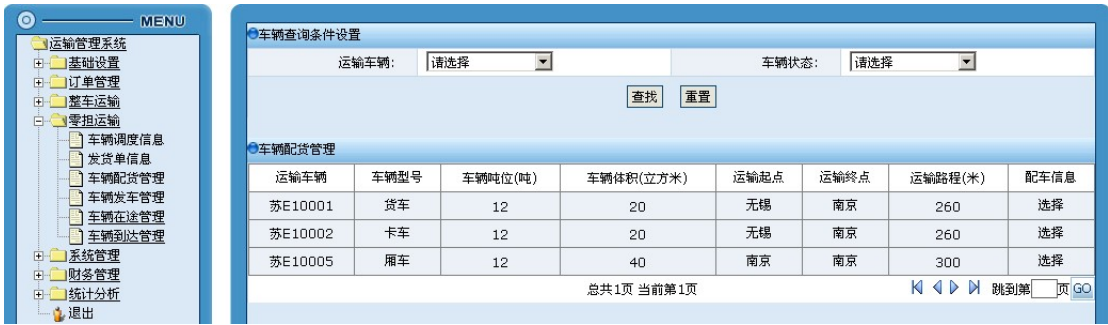 MENU
运输管理系统
基础设置
订单管理
整车运输
零担运输
车辆调度信息
发货单信息
车辆配货管理
车辆发车管理
车辆在途管理
车辆到达管理
系统管理
财务管理
统计分析
退出
车辆查询条件设置
运输车辆： 请选择 车辆状态： 请选择
查找 重置
车辆配货管理
运输车辆 车辆型号 车辆吨位(吨) 车辆体积(立方米) 运输起点 运输终点 运输路程(米) 配车信息
苏E10001 货车 12 20 无锡 南京 260 选择
苏E10002 卡车 12 20 无锡 南京 260 选择
苏E10005 厢车 12 40 南京 南京 300 选择
总共1页 当前第1页 跳到第 页 GO